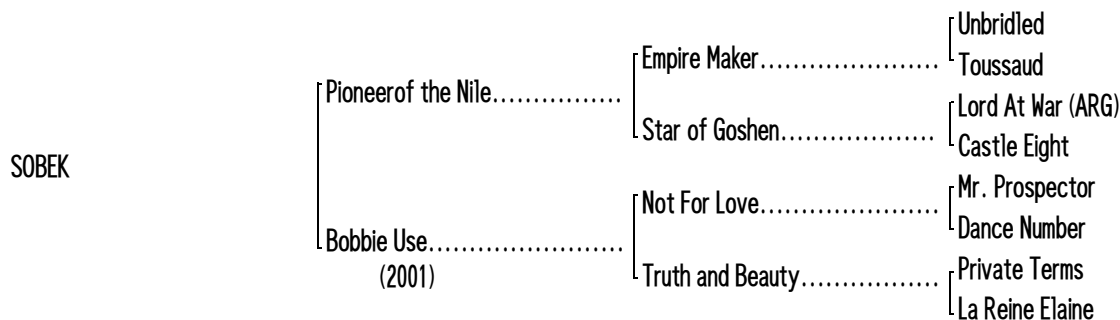 Unbridled
Empire Maker......................
Toussaud
Pioneerof the Nile................
Lord At War (ARG)
Star of Goshen...................
Castle Eight
SOBEK
Mr. Prospector
Not For Love.....................
Dance Number
Bobbie Use........................
(2001)
Private Terms
Truth and Beauty.................
La Reine Elaine